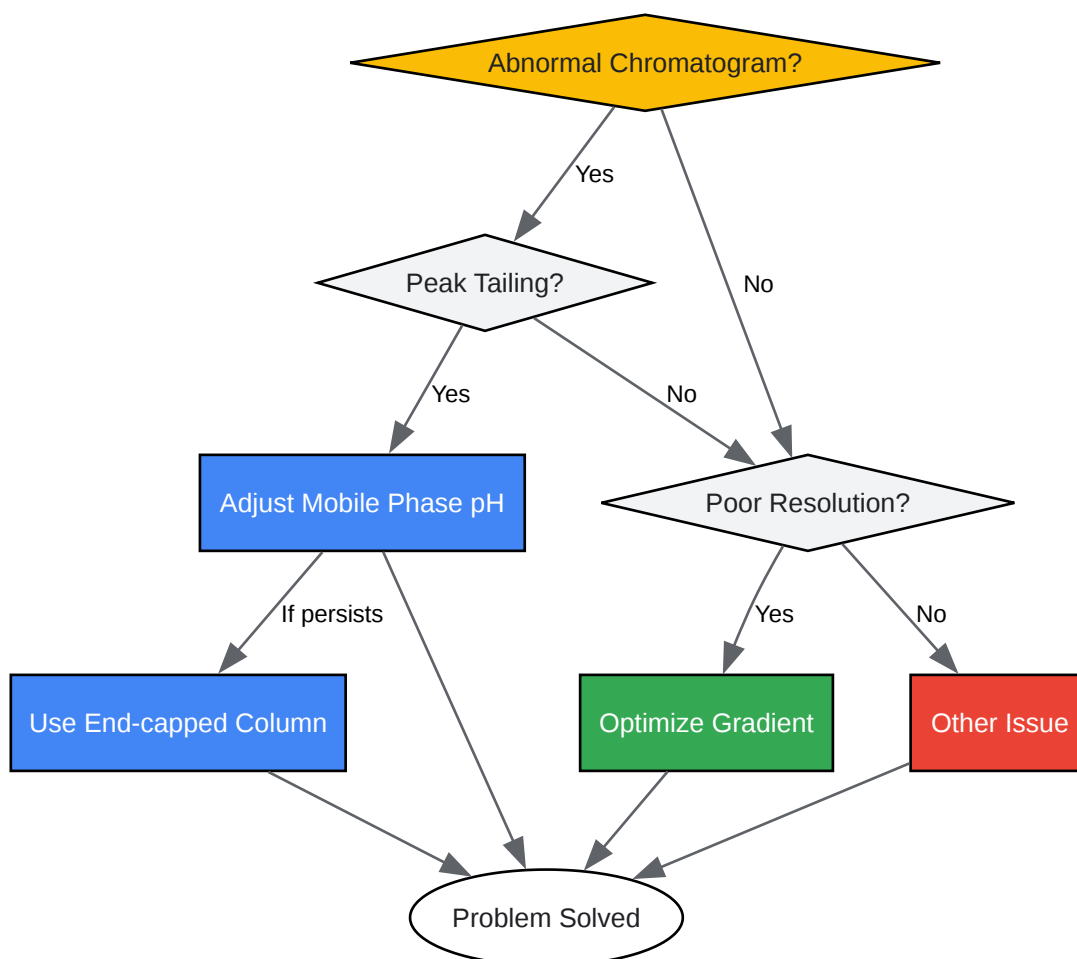 Abnormal Chromatogram?
Yes
Peak Tailing?
No
Yes
No
Adjust Mobile Phase pH
Poor Resolution?
If persists
Yes
No
Use End-capped Column
Optimize Gradient
Other Issue
Problem Solved